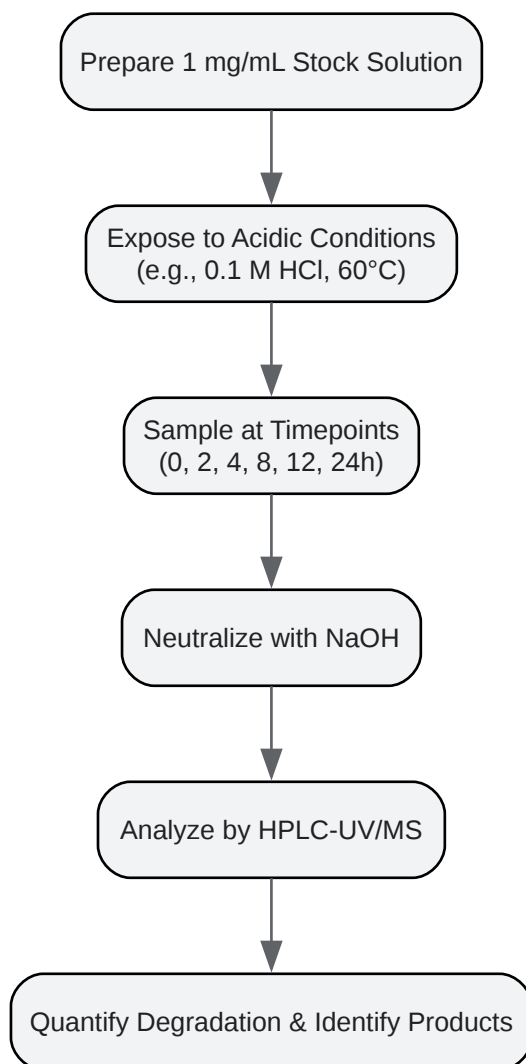 Prepare 1 mg/mL Stock Solution
Expose to Acidic Conditions
(e.g., 0.1 M HCl, 60°C)
Sample at Timepoints
(0, 2, 4, 8, 12, 24h)
Neutralize with NaOH
Analyze by HPLC-UV/MS
Quantify Degradation & Identify Products